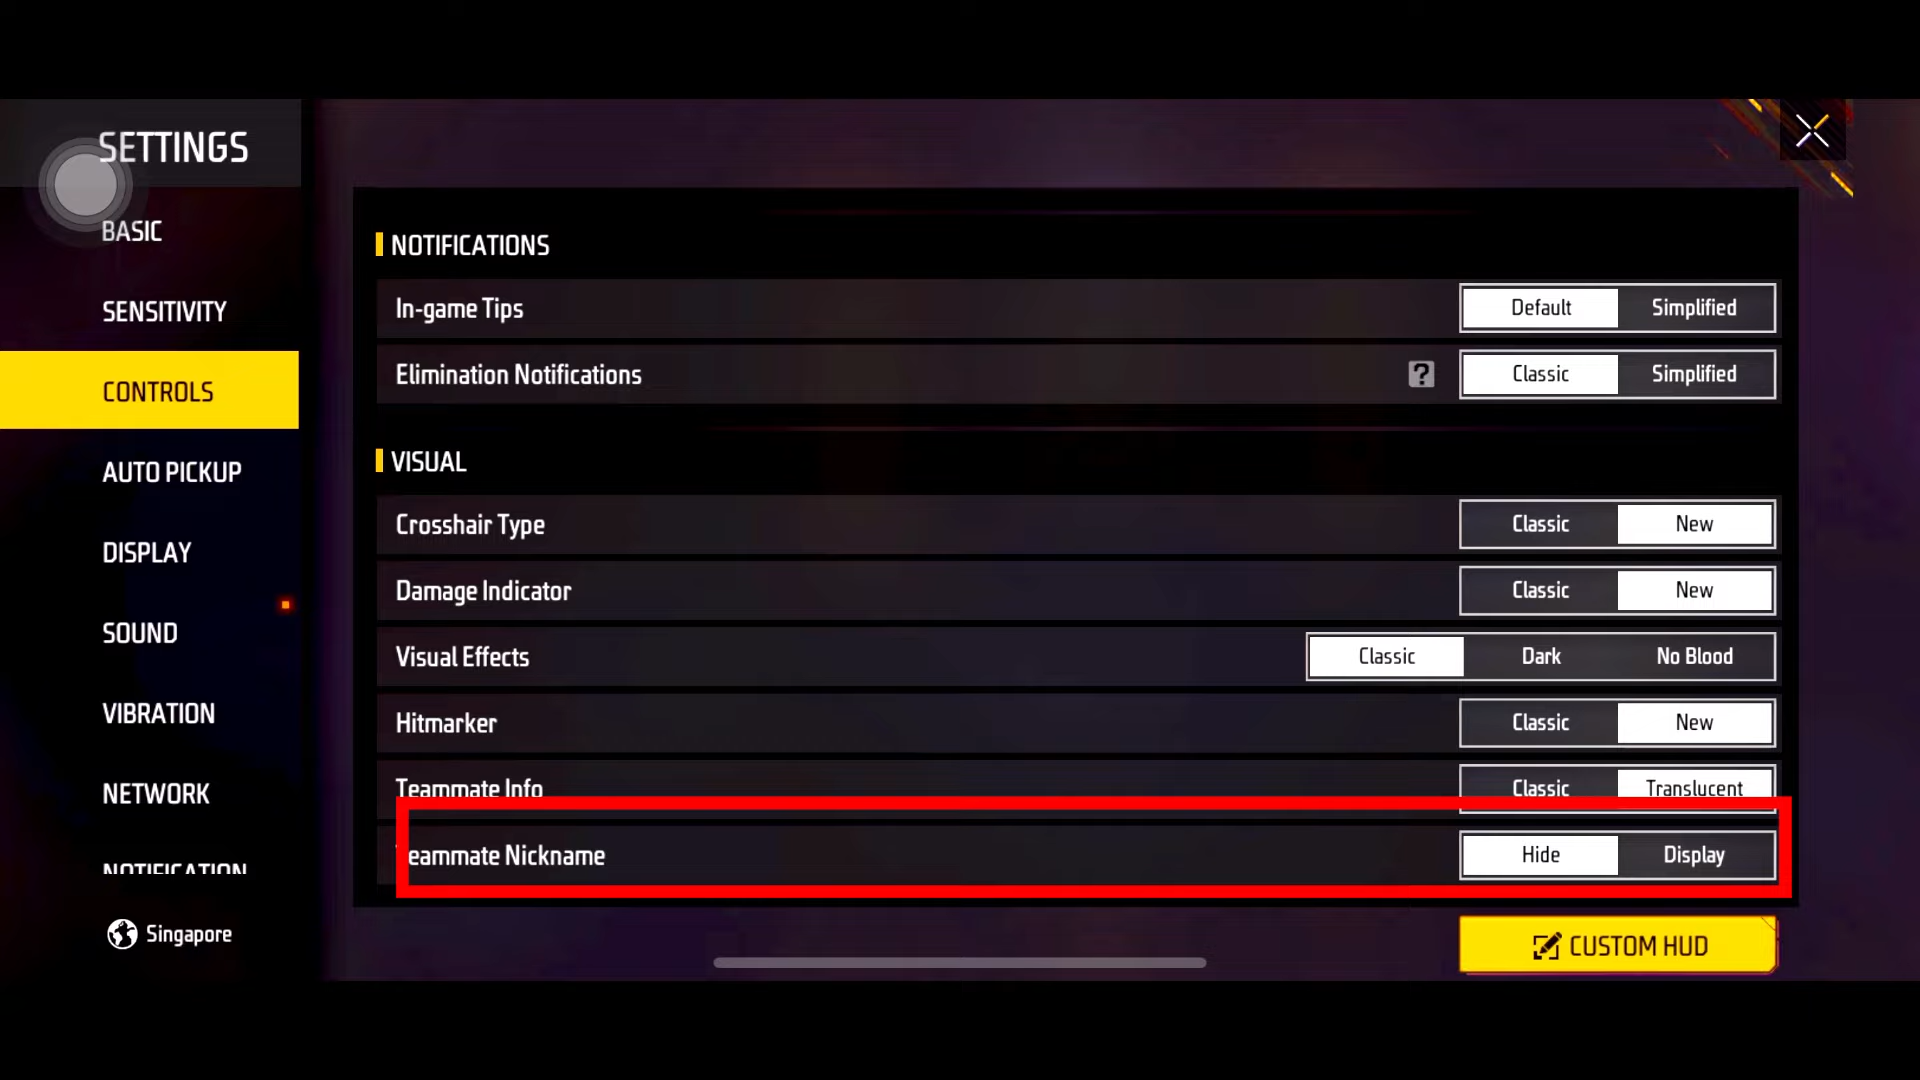 SETTINGS
BASIC
SENSITIVITY
CONTROLS
AUTO PICKUP
DISPLAY
SOUND
VIBRATION
NETWORK
NOTIFICATION
Singapore
NOTIFICATIONS
In-game Tips Default Simplified
Elimination Notifications ? Classic Simplified
VISUAL
Crosshair Type Classic New
Damage Indicator Classic New
Visual Effects Classic Dark No Blood
Hitmarker Classic New
Teammate Info Classic Translucent
Teammate Nickname Hide Display
CUSTOM HUD